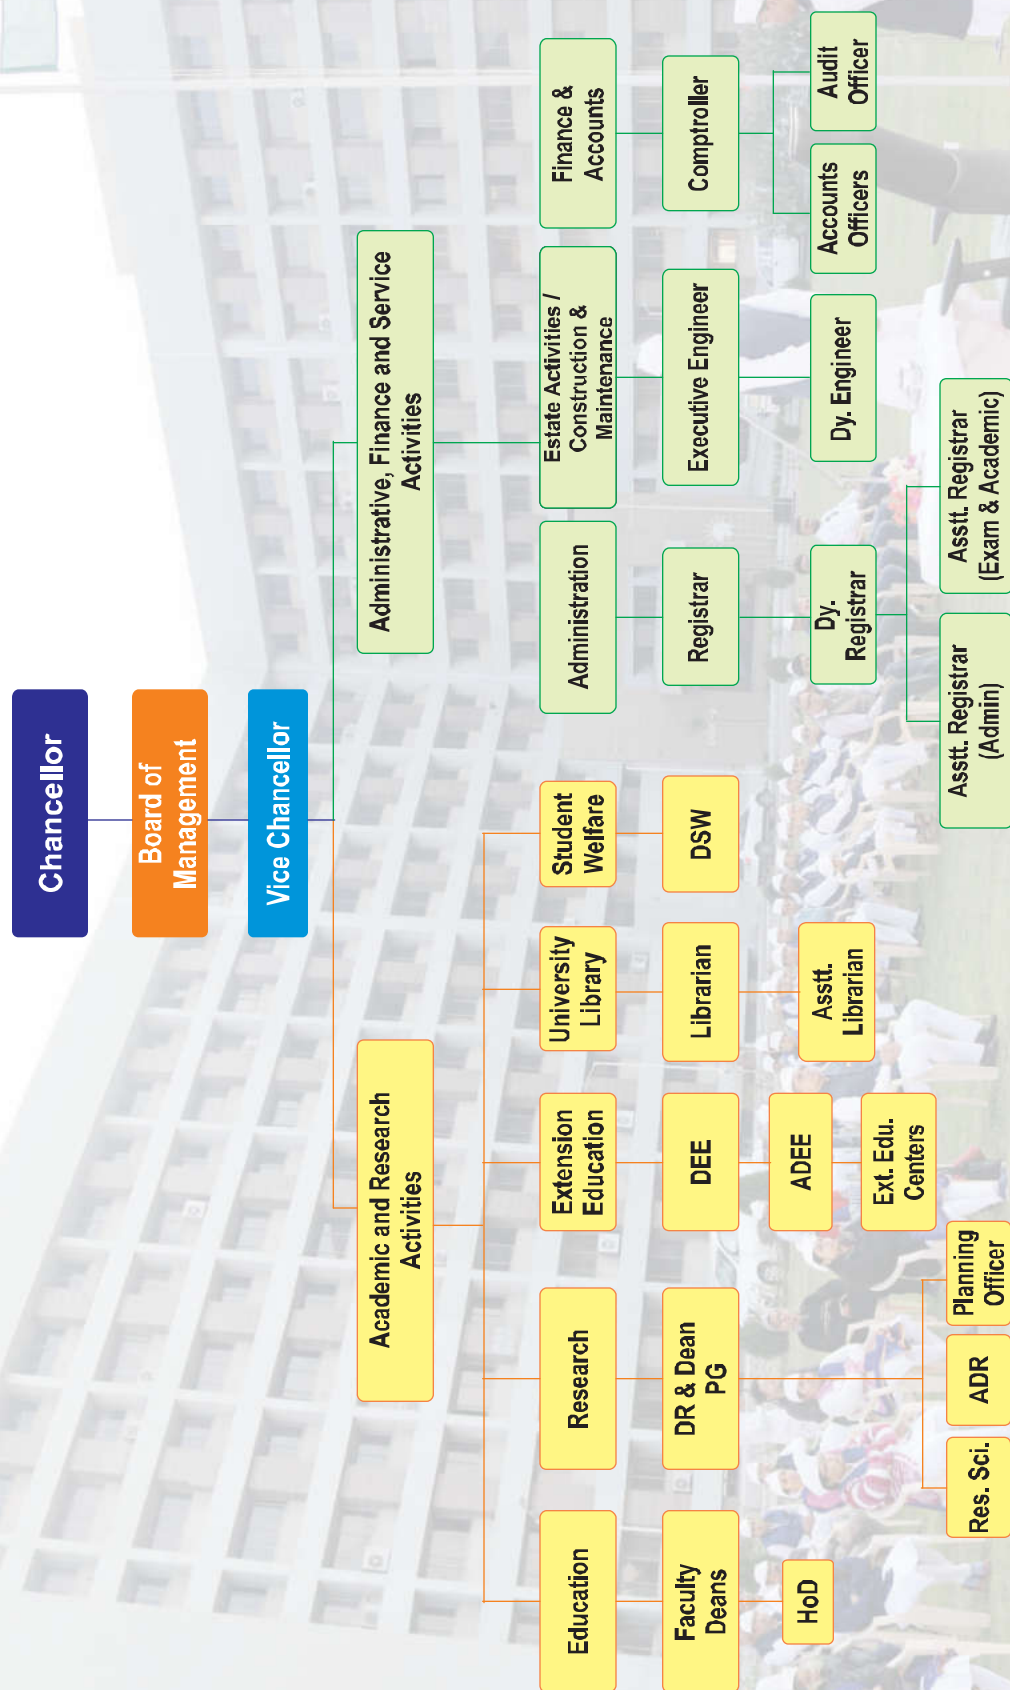 Chancellor
Board of
Management
Vice Chancellor
Academic and Research
Activities
Administrative, Finance and Service
Activities
Education
Research
Extension
Education
University
Library
Student
Welfare
Administration
Estate Activities /
Construction &
Maintenance
Finance &
Accounts
Faculty
Deans
DR & Dean
PG
DEE
Librarian
DSW
Registrar
Executive Engineer
Comptroller
HoD
ADEE
Asstt.
Librarian
Dy.
Registrar
Dy. Engineer
Accounts
Officers
Audit
Officer
Ext. Edu.
Centers
Res. Sci.
ADR
Planning
Officer
Asstt. Registrar
(Admin)
Asstt. Registrar
(Exam & Academic)